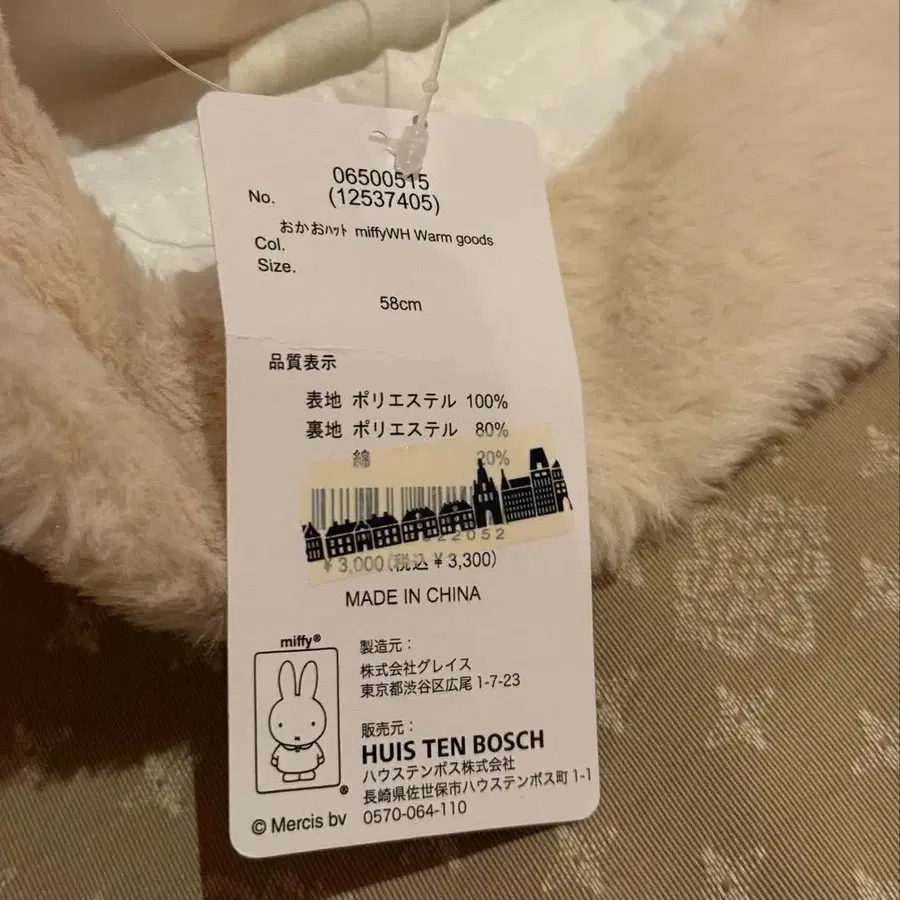 06500515
No. (12537405)
おかおﾊｯﾄ miffyWH Warm goods
Col.
Size.
58cm
品質表示
表地 ポリエステル 100%
裏地 ポリエステル 80%
綿 20%
22052
¥3,000(税込¥3,300)
MADE IN CHINA
miffy®
®
© Mercis bv
製造元：
株式会社グレイス
東京都渋谷区広尾 1-7-23
販売元：
HUIS TEN BOSCH
ハウステンボス株式会社
長崎県佐世保市ハウステンボス町 1-1
0570-064-110